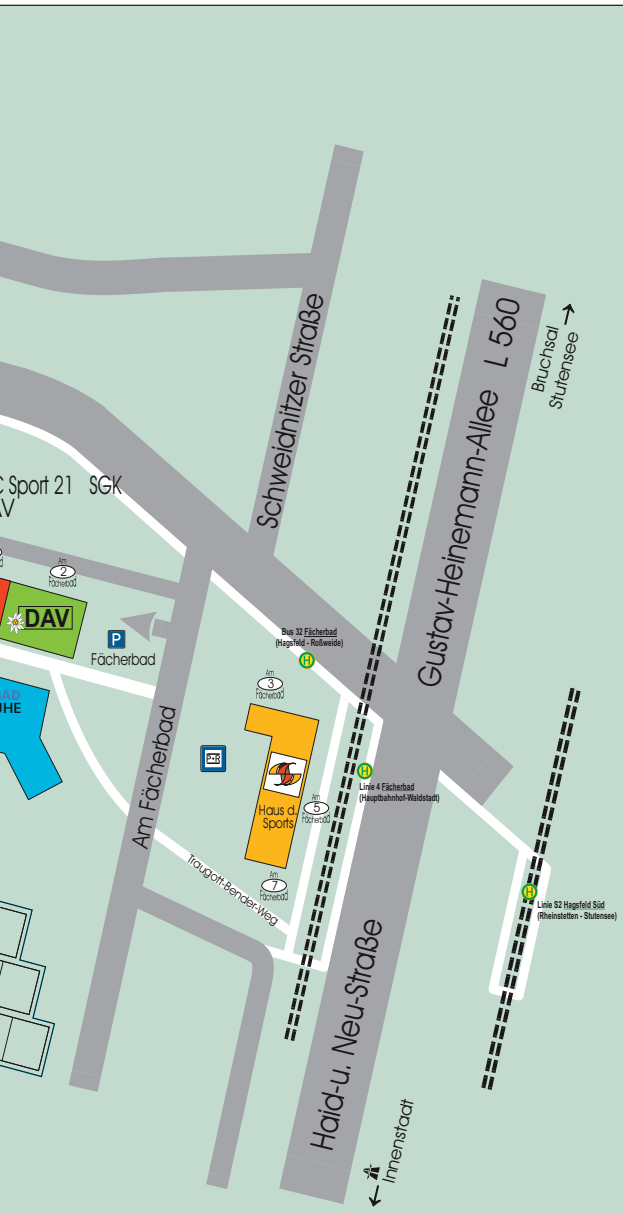 L 560
Gustav-Heinemann-Allee
Bruchsal
Stutensee
Schweidnitzer Straße
Sport 21 SGK
Am
2
Fächerbad
DAV
P
Fächerbad
Bus 32 Fächerbad
(Hagsfeld - Roßweide)
H
Am
3
Fächerbad
P+R
Am Fächerbad
H
Linie 4 Fächerbad
(Hauptbahnhof-Waldstadt)
Haus d.
Sports
Am
5
Fächerbad
Am
7
Fächerbad
Traugott-Bender-Weg
H
Linie S2 Hagsfeld Süd
(Rheinstetten - Stutensee)
Haid-u. Neu-Straße
Innenstadt